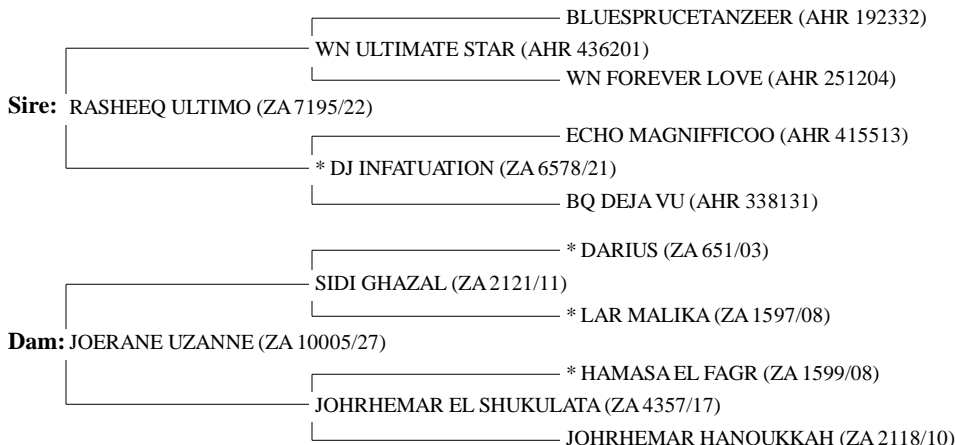 BLUESPRUCETANZEER (AHR 192332)
WN ULTIMATE STAR (AHR 436201)
WN FOREVER LOVE (AHR 251204)
Sire: RASHEEQ ULTIMO (ZA 7195/22)
ECHO MAGNIFFICOO (AHR 415513)
* DJ INFATUATION (ZA 6578/21)
BQ DEJA VU (AHR 338131)
* DARIUS (ZA 651/03)
SIDI GHAZAL (ZA 2121/11)
* LAR MALIKA (ZA 1597/08)
Dam: JOERANE UZANNE (ZA 10005/27)
* HAMASA EL FAGR (ZA 1599/08)
JOHRHEMAR EL SHUKULATA (ZA 4357/17)
JOHRHEMAR HANOUKKAH (ZA 2118/10)